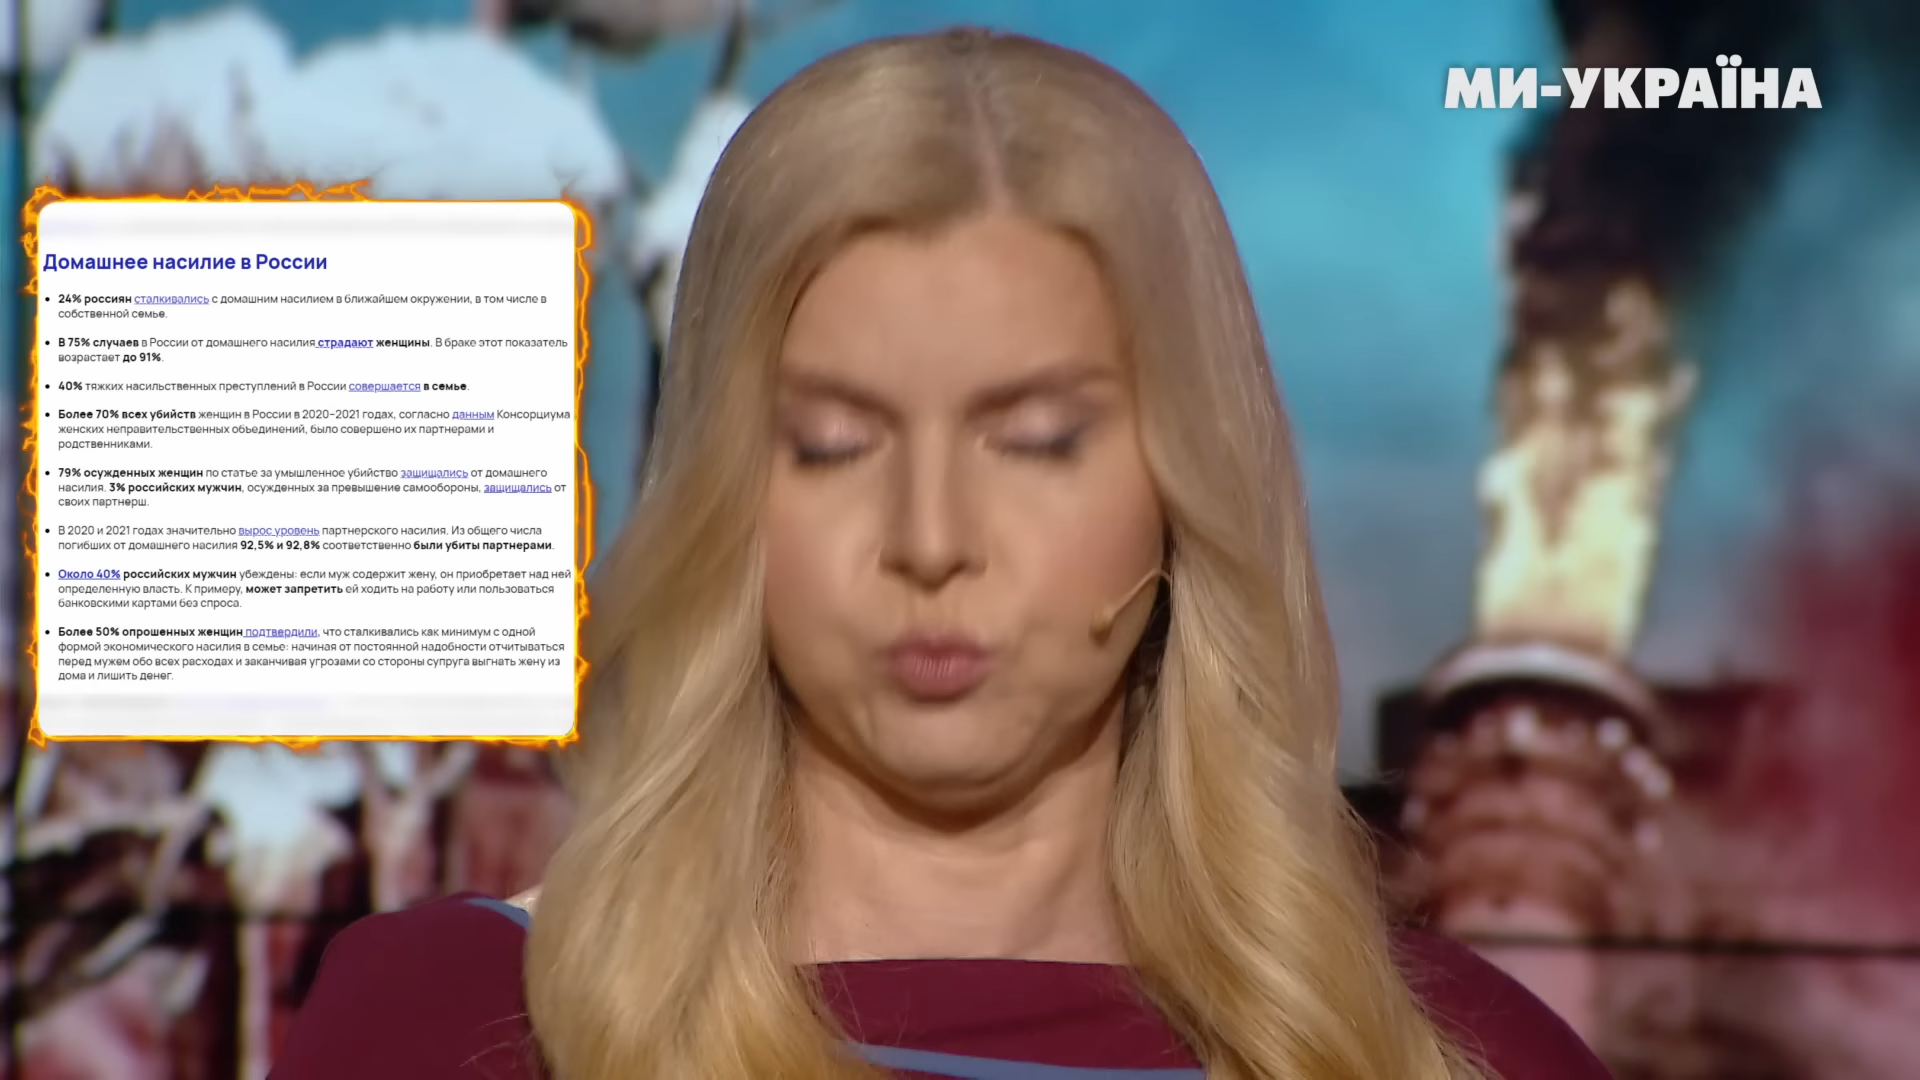 МИ-УКРАЇНА
Домашнее насилие в России
• 24% россиян сталкивались с домашним насилием в ближайшем окружении, в том числе в
собственной семье.
• В 75% случаев в России от домашнего насилия страдают женщины. В браке этот показатель
возрастает до 91%.
• 40% тяжких насильственных преступлений в России совершается в семье.
• Более 70% всех убийств женщин в России в 2020–2021 годах, согласно данным Консорциума
женских неправительственных объединений, было совершено их партнерами и
родственниками.
• 79% осужденных женщин по статье за умышленное убийство защищались от домашнего
насилия. 3% российских мужчин, осужденных за превышение самообороны, защищались от
своих партнерш.
• В 2020 и 2021 годах значительно вырос уровень партнерского насилия. Из общего числа
погибших от домашнего насилия 92,5% и 92,8% соответственно были убиты партнерами.
• Около 40% российских мужчин убеждены: если муж содержит жену, он приобретает над ней
определенную власть. К примеру, может запретить ей ходить на работу или пользоваться
банковскими картами без спроса.
• Более 50% опрошенных женщин подтвердили, что сталкивались как минимум с одной
формой экономического насилия в семье: начиная от постоянной надобности отчитываться
перед мужем обо всех расходах и заканчивая угрозами со стороны супруга выгнать жену из
дома и лишить денег.